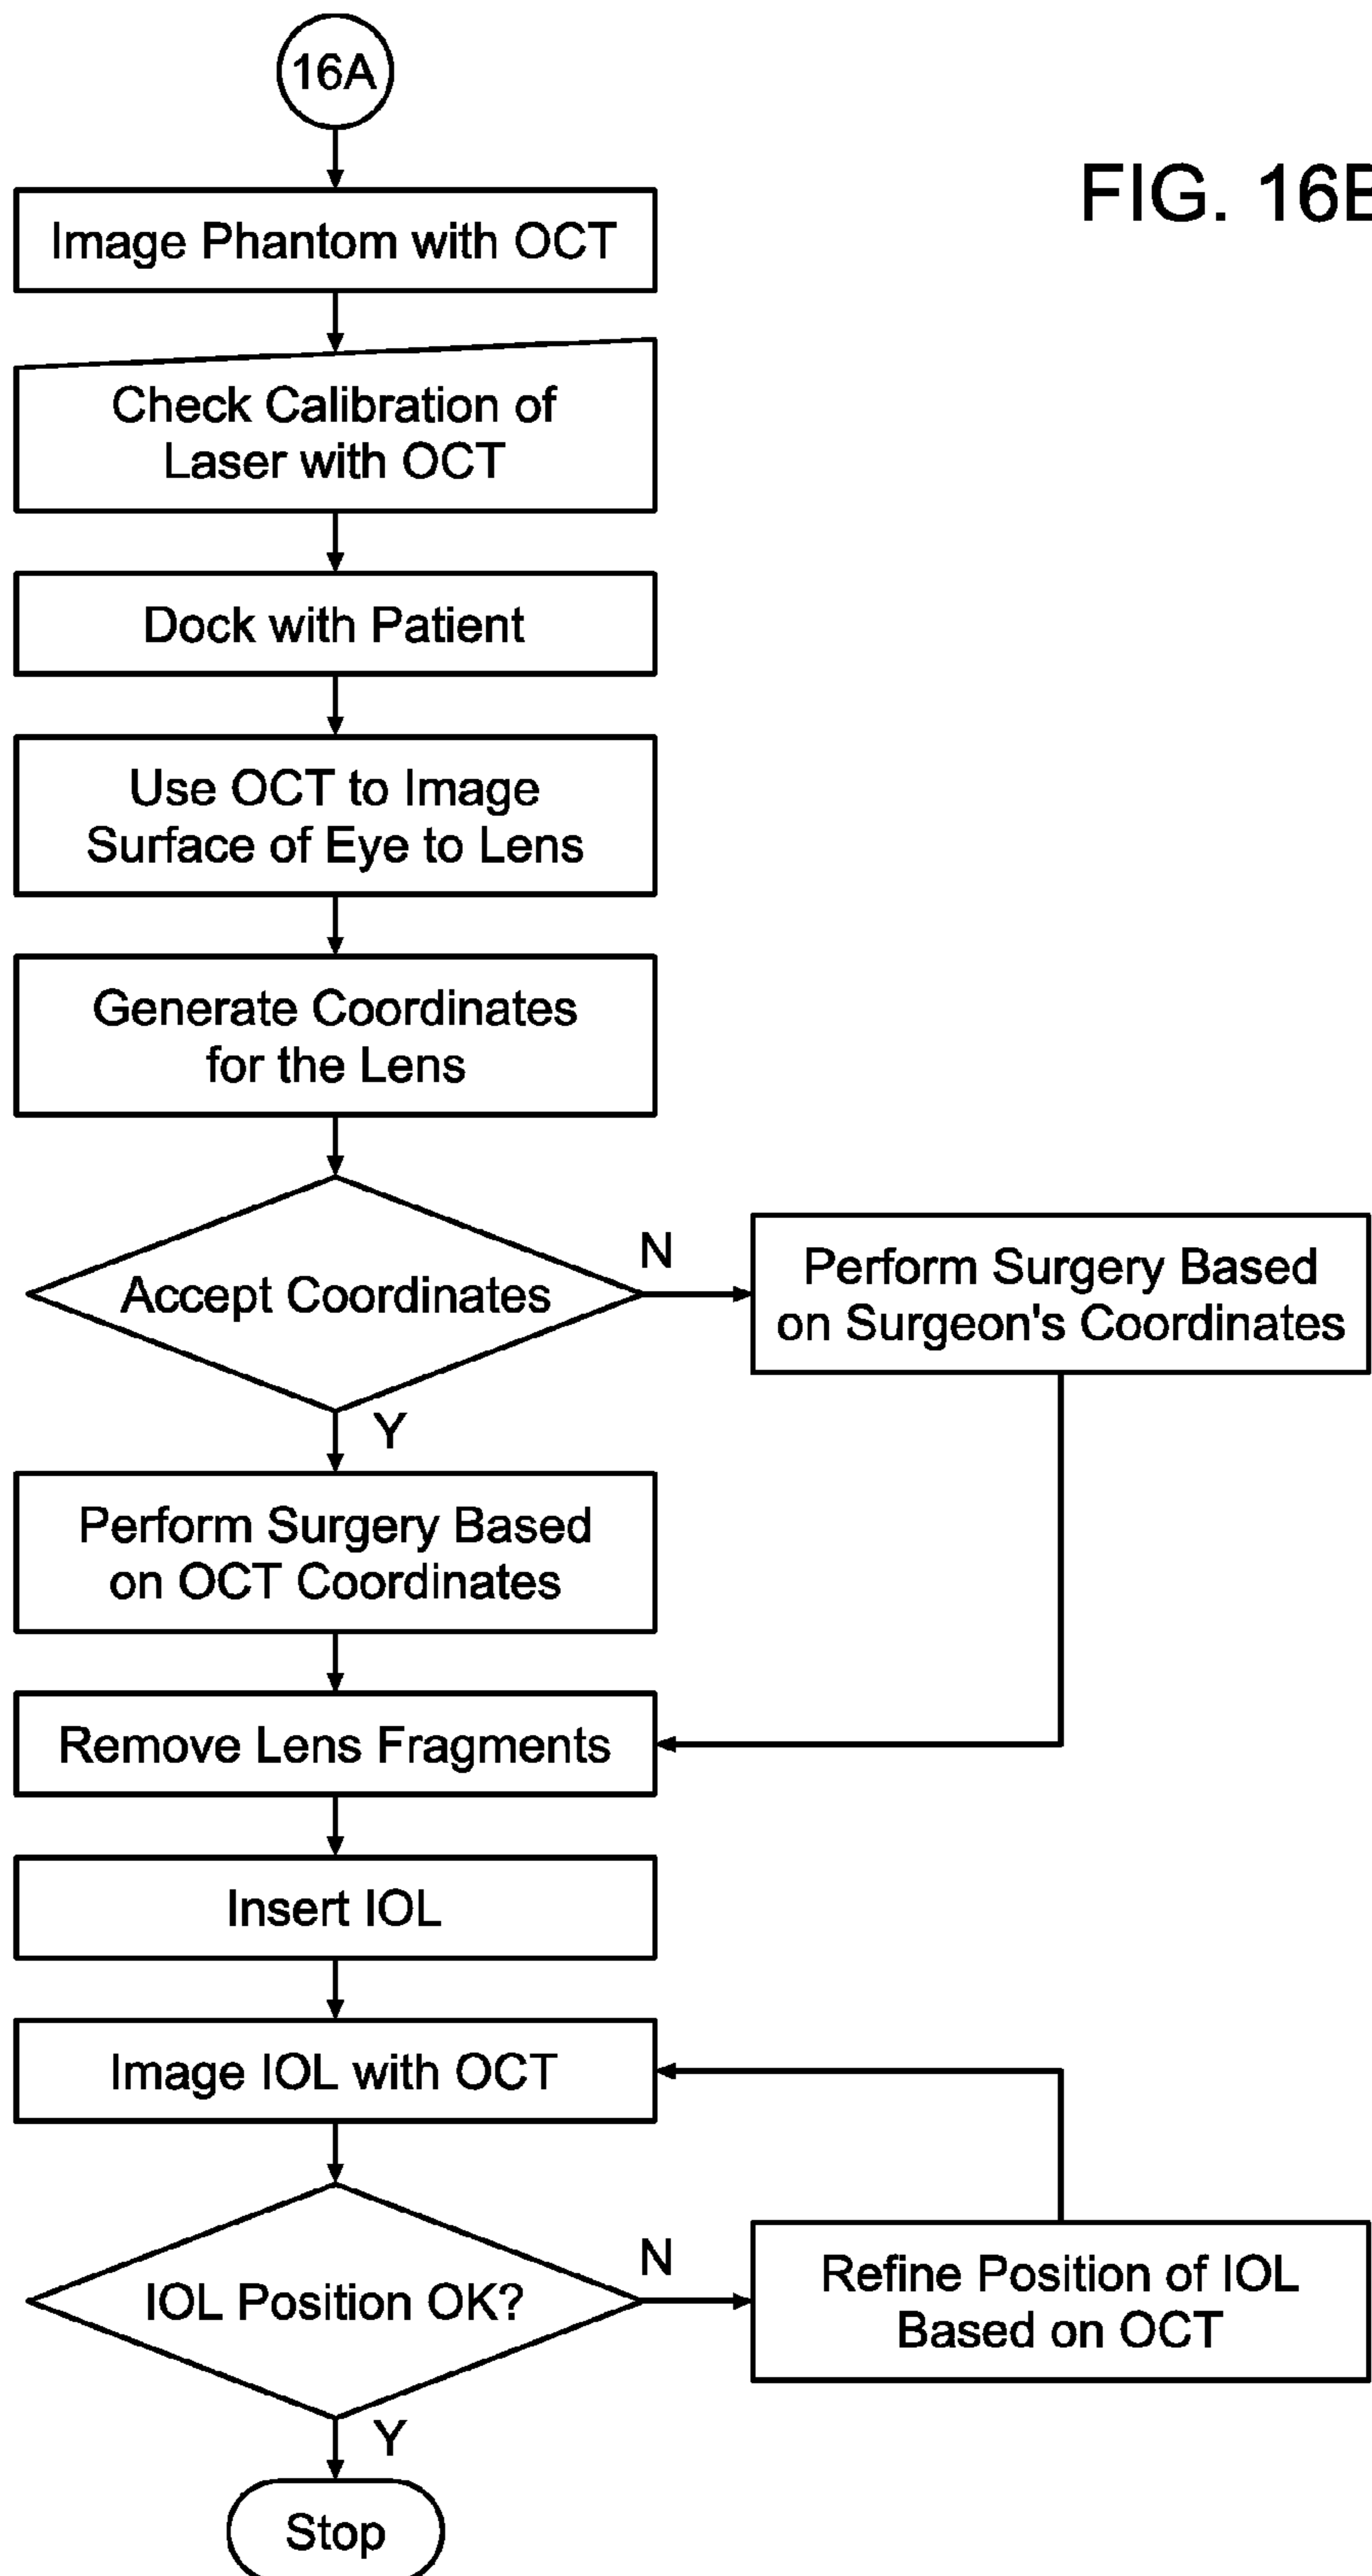 16A
FIG. 16B
Image Phantom with OCT
Check Calibration of
Laser with OCT
Dock with Patient
Use OCT to Image
Surface of Eye to Lens
Generate Coordinates
for the Lens
Accept Coordinates
N
Perform Surgery Based
on Surgeon's Coordinates
Y
Perform Surgery Based
on OCT Coordinates
Remove Lens Fragments
Insert IOL
Image IOL with OCT
IOL Position OK?
N
Refine Position of IOL
Based on OCT
Y
Stop